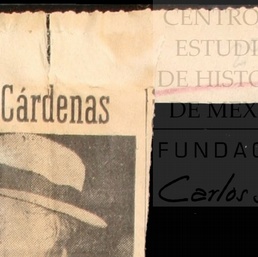 CENTRO
ESTUDI
DE HISTO
DE MEX
Cárdenas
FUNDAC
Carlos S